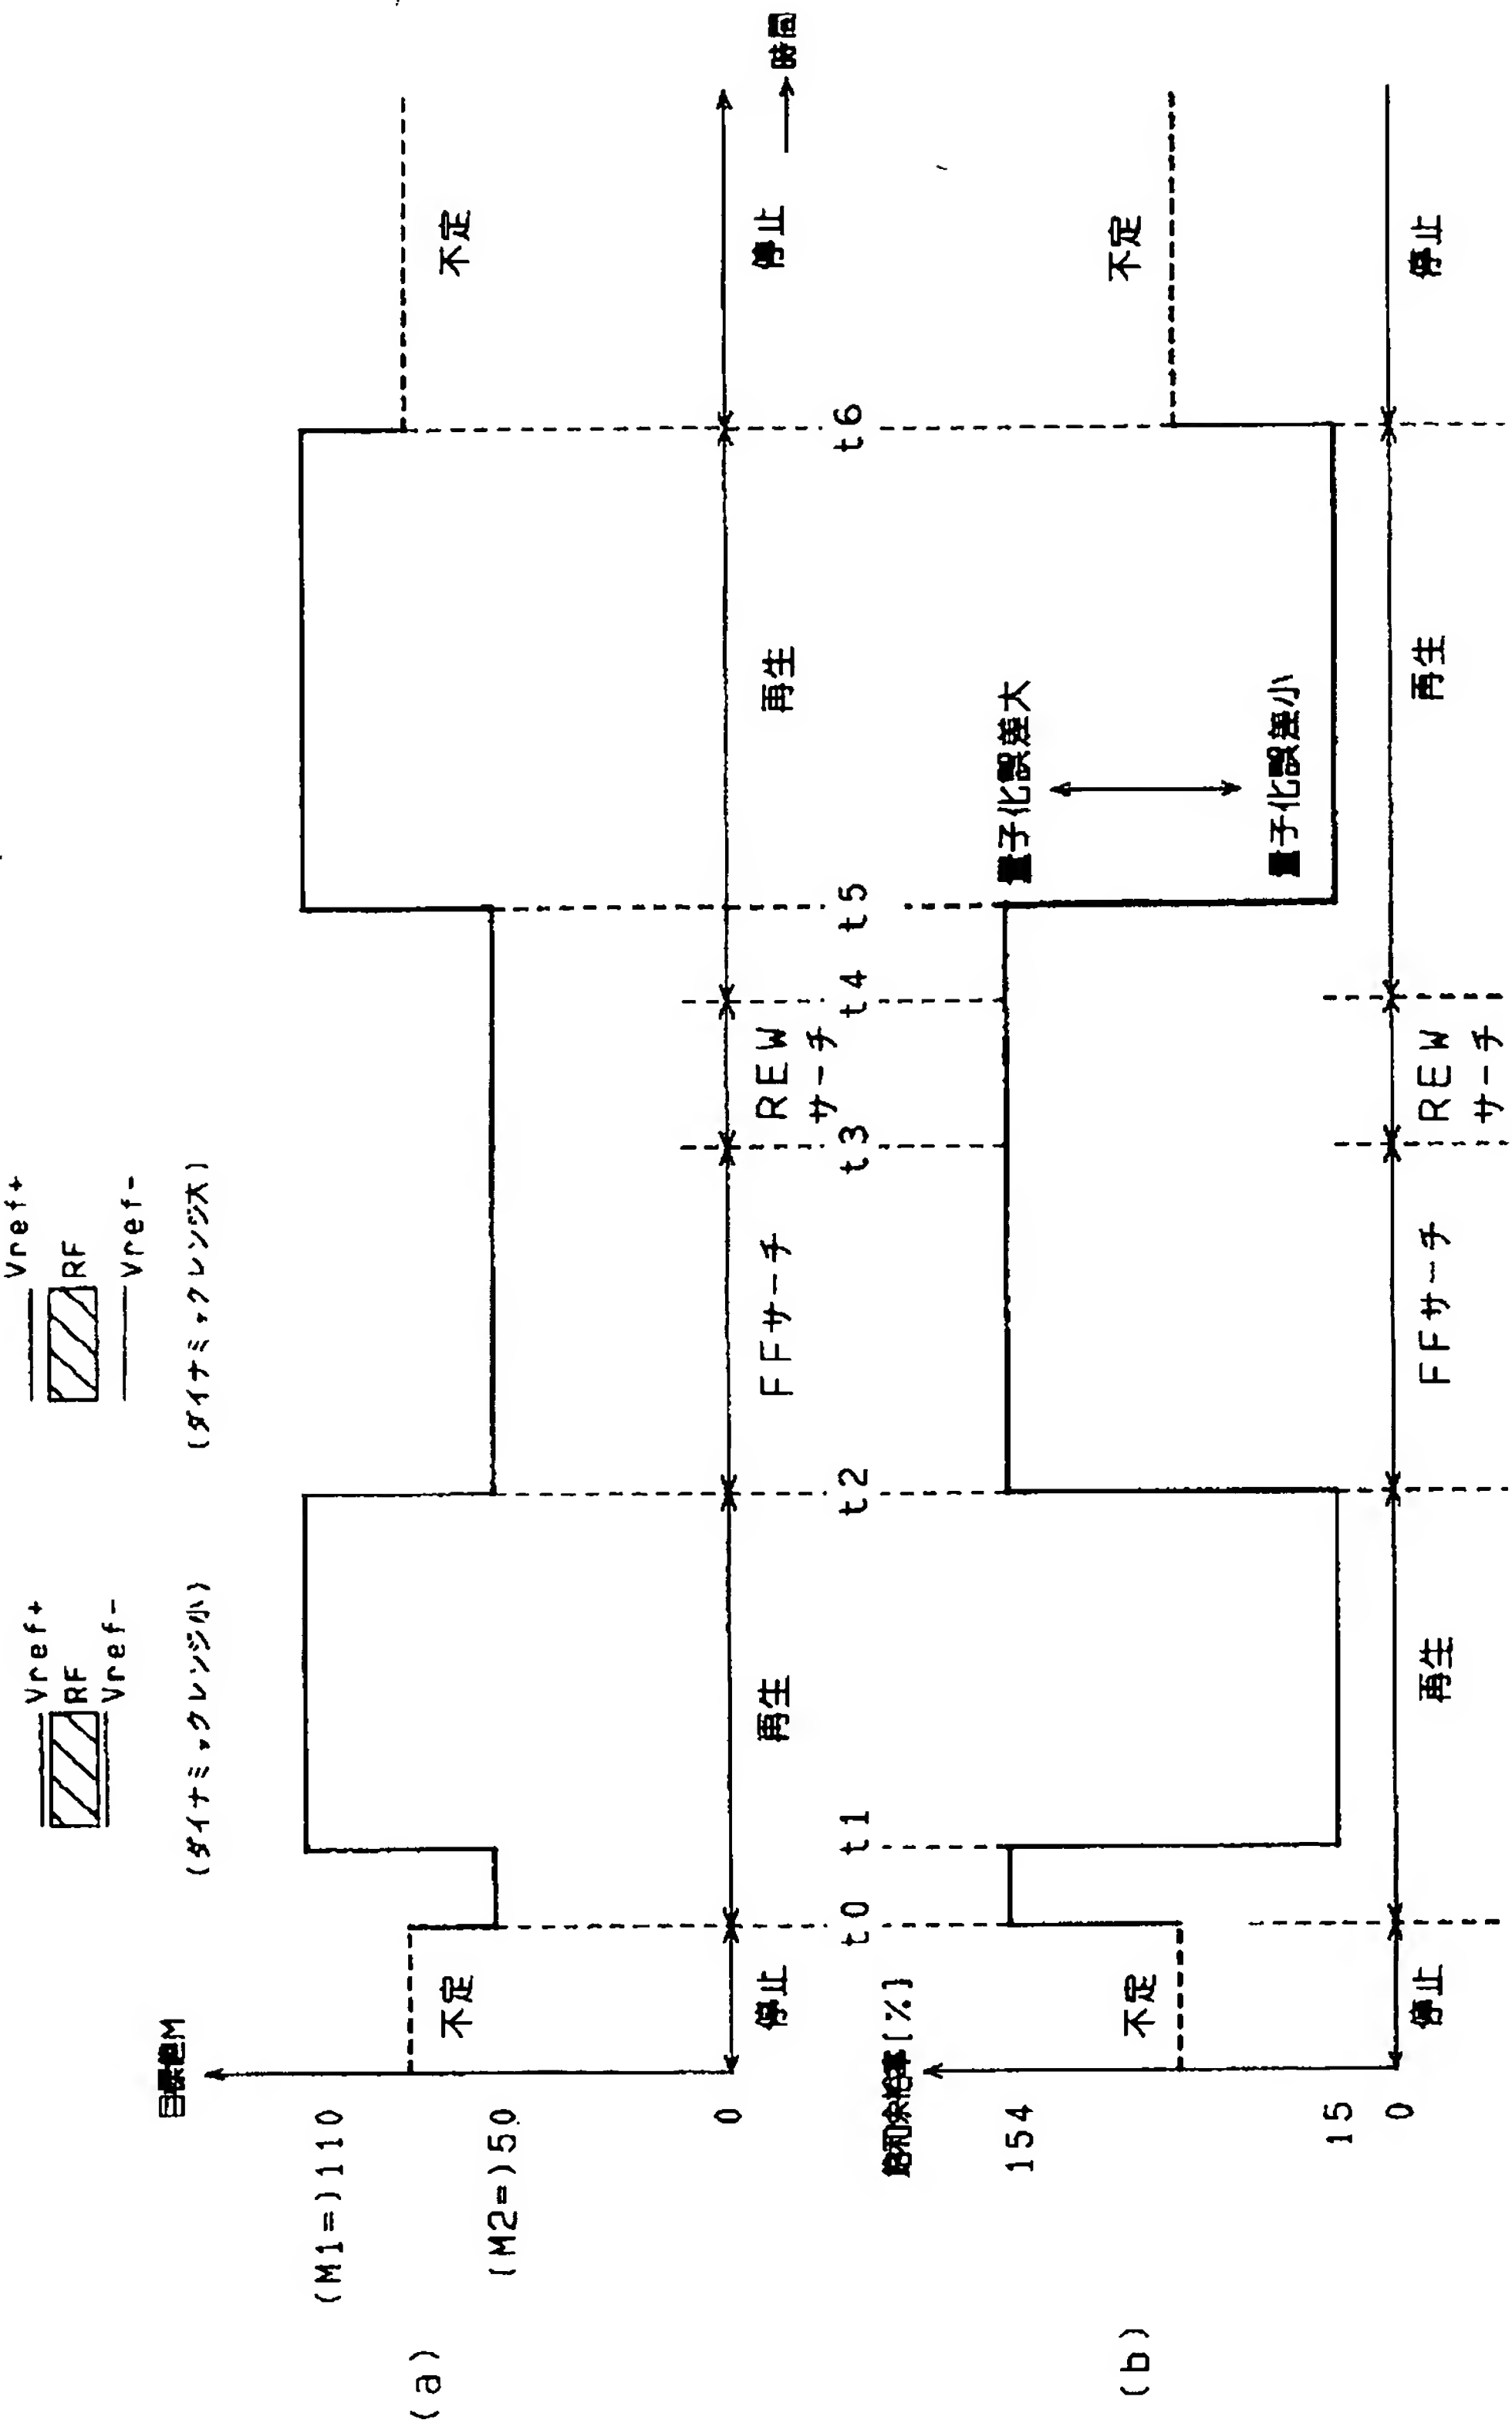 Vref+
RF
Vref-
(ダイナミックレンジ小)
Vref+
RF
Vref-
(ダイナミックレンジ大)
(a)
目標値M
(M1=)110
(M2=)50
0
不定
不定
停止
再生
FFサーチ
REW
サーチ
再生
停止
時間
t0
t1
t2
t3
t4
t5
t6
(b)
飽和余裕率[%]
154
15
0
不定
量子化誤差大
量子化誤差小
不定
停止
再生
FFサーチ
REW
サーチ
再生
停止